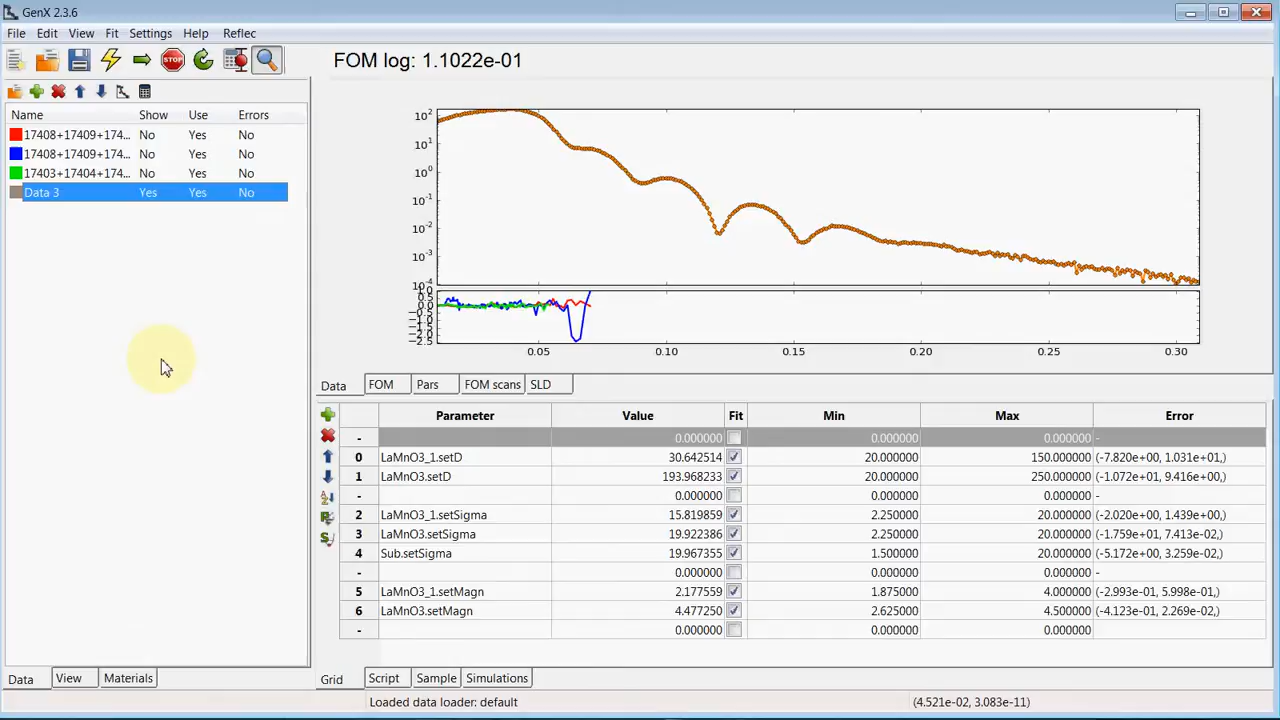 GenX 2.3.6
File Edit View Fit Settings Help Reflec
FOM log: 1.1022e-01
Name Show Use Errors
17408+17409+174... No Yes No
17408+17409+174... No Yes No
17403+17404+174... No Yes No
Data 3 Yes Yes No
10^2
10^1
10^0
10^-1
10^-2
10^-3
10^-4
1.0
0.5
0.0
−0.5
−1.0
−1.5
−2.0
−2.5
0.05 0.10 0.15 0.20 0.25 0.30
Data FOM Pars FOM scans SLD
Parameter Value Fit Min Max Error
- 0.000000 0.000000 0.000000 -
0 LaMnO3_1.setD 30.642514 20.000000 150.000000 (-7.820e+00, 1.031e+01,)
1 LaMnO3.setD 193.968233 20.000000 250.000000 (-1.072e+01, 9.416e+00,)
- 0.000000 0.000000 0.000000 -
2 LaMnO3_1.setSigma 15.819859 2.250000 20.000000 (-2.020e+00, 1.439e+00,)
3 LaMnO3.setSigma 19.922386 2.250000 20.000000 (-1.759e+01, 7.413e-02,)
4 Sub.setSigma 19.967355 1.500000 20.000000 (-5.172e+00, 3.259e-02,)
- 0.000000 0.000000 0.000000 -
5 LaMnO3_1.setMagn 2.177559 1.875000 4.000000 (-2.993e-01, 5.998e-01,)
6 LaMnO3.setMagn 4.477250 2.625000 4.500000 (-4.123e-01, 2.269e-02,)
- 0.000000 0.000000 0.000000
Data View Materials
Grid Script Sample Simulations
Loaded data loader: default (4.521e-02, 3.083e-11)